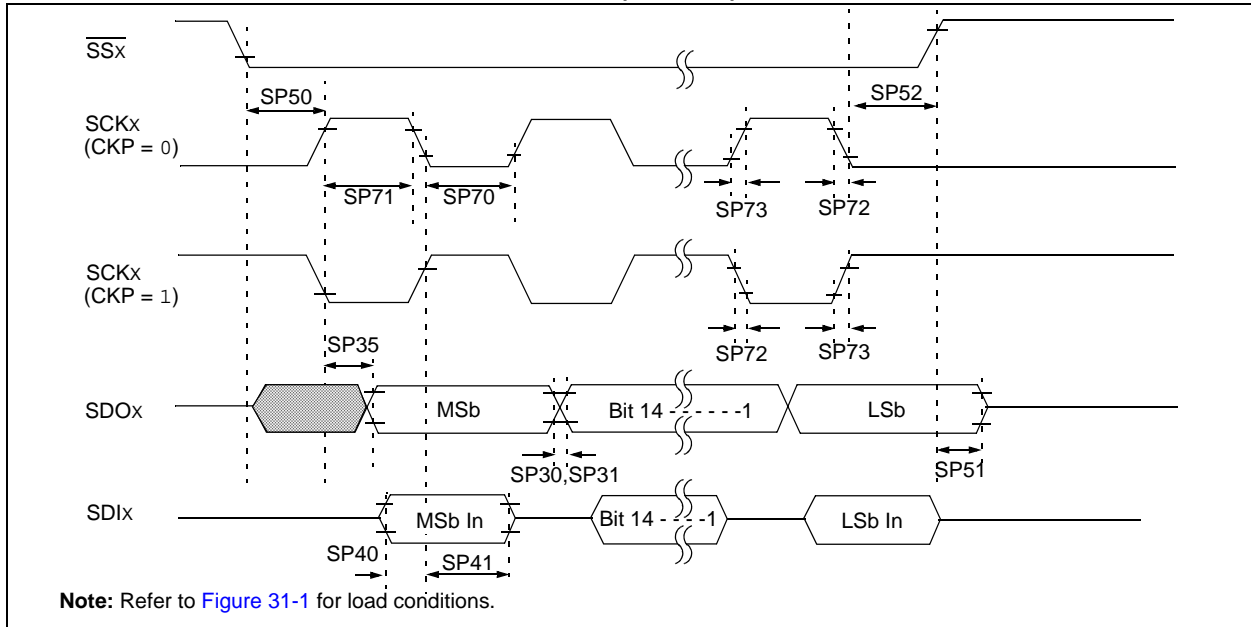 SSX
SP50
SP52
SCKX
(CKP = 0)
SP71
SP70
SP73
SP72
SCKX
(CKP = 1)
SP35
SP72
SP73
SDOX
MSb
Bit 14 - - - - - -1
LSb
SP30,SP31
SP51
SDIX
MSb In
Bit 14 - - - -1
LSb In
SP40
SP41
Note: Refer to Figure 31-1 for load conditions.